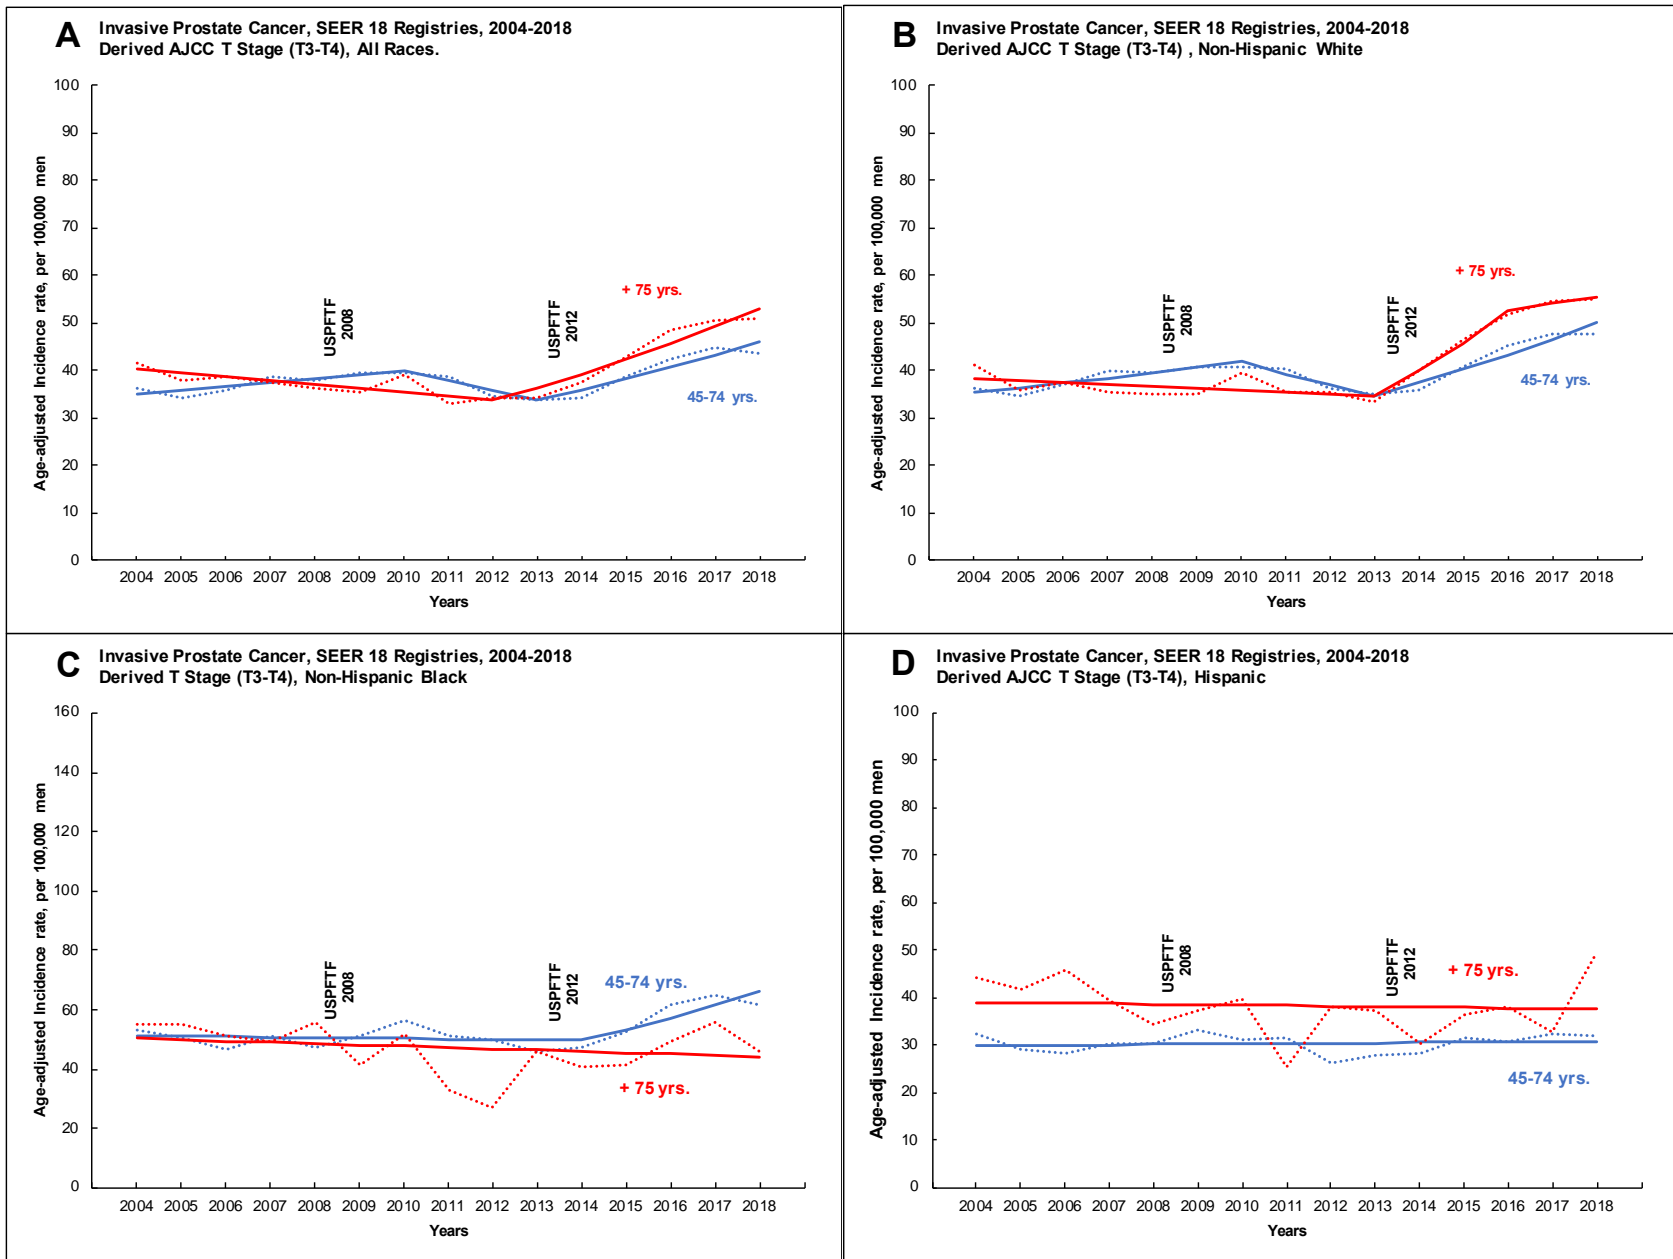 A
Invasive Prostate Cancer, SEER 18 Registries, 2004-2018
Derived AJCC T Stage (T3-T4), All Races.
Age-adjusted Incidence rate, per 100,000 men
100
90
80
70
60
50
40
30
20
10
0
USPFTF
2008
USPFTF
2012
+ 75 yrs.
45-74 yrs.
2004 2005 2006 2007 2008 2009 2010 2011 2012 2013 2014 2015 2016 2017 2018
Years
B
Invasive Prostate Cancer, SEER 18 Registries, 2004-2018
Derived AJCC T Stage (T3-T4) , Non-Hispanic White
Age-adjusted Incidence rate, per 100,000 men
100
90
80
70
60
50
40
30
20
10
0
USPFTF
2008
USPFTF
2012
+ 75 yrs.
45-74 yrs.
2004 2005 2006 2007 2008 2009 2010 2011 2012 2013 2014 2015 2016 2017 2018
Years
C
Invasive Prostate Cancer, SEER 18 Registries, 2004-2018
Derived T Stage (T3-T4), Non-Hispanic Black
Age-adjusted Incidence rate, per 100,000 men
160
140
120
100
80
60
40
20
0
USPFTF
2008
USPFTF
2012
45-74 yrs.
+ 75 yrs.
2004 2005 2006 2007 2008 2009 2010 2011 2012 2013 2014 2015 2016 2017 2018
Years
D
Invasive Prostate Cancer, SEER 18 Registries, 2004-2018
Derived AJCC T Stage (T3-T4), Hispanic
Age-adjusted Incidence rate, per 100,000 men
100
90
80
70
60
50
40
30
20
10
0
USPFTF
2008
USPFTF
2012
+ 75 yrs.
45-74 yrs.
2004 2005 2006 2007 2008 2009 2010 2011 2012 2013 2014 2015 2016 2017 2018
Years